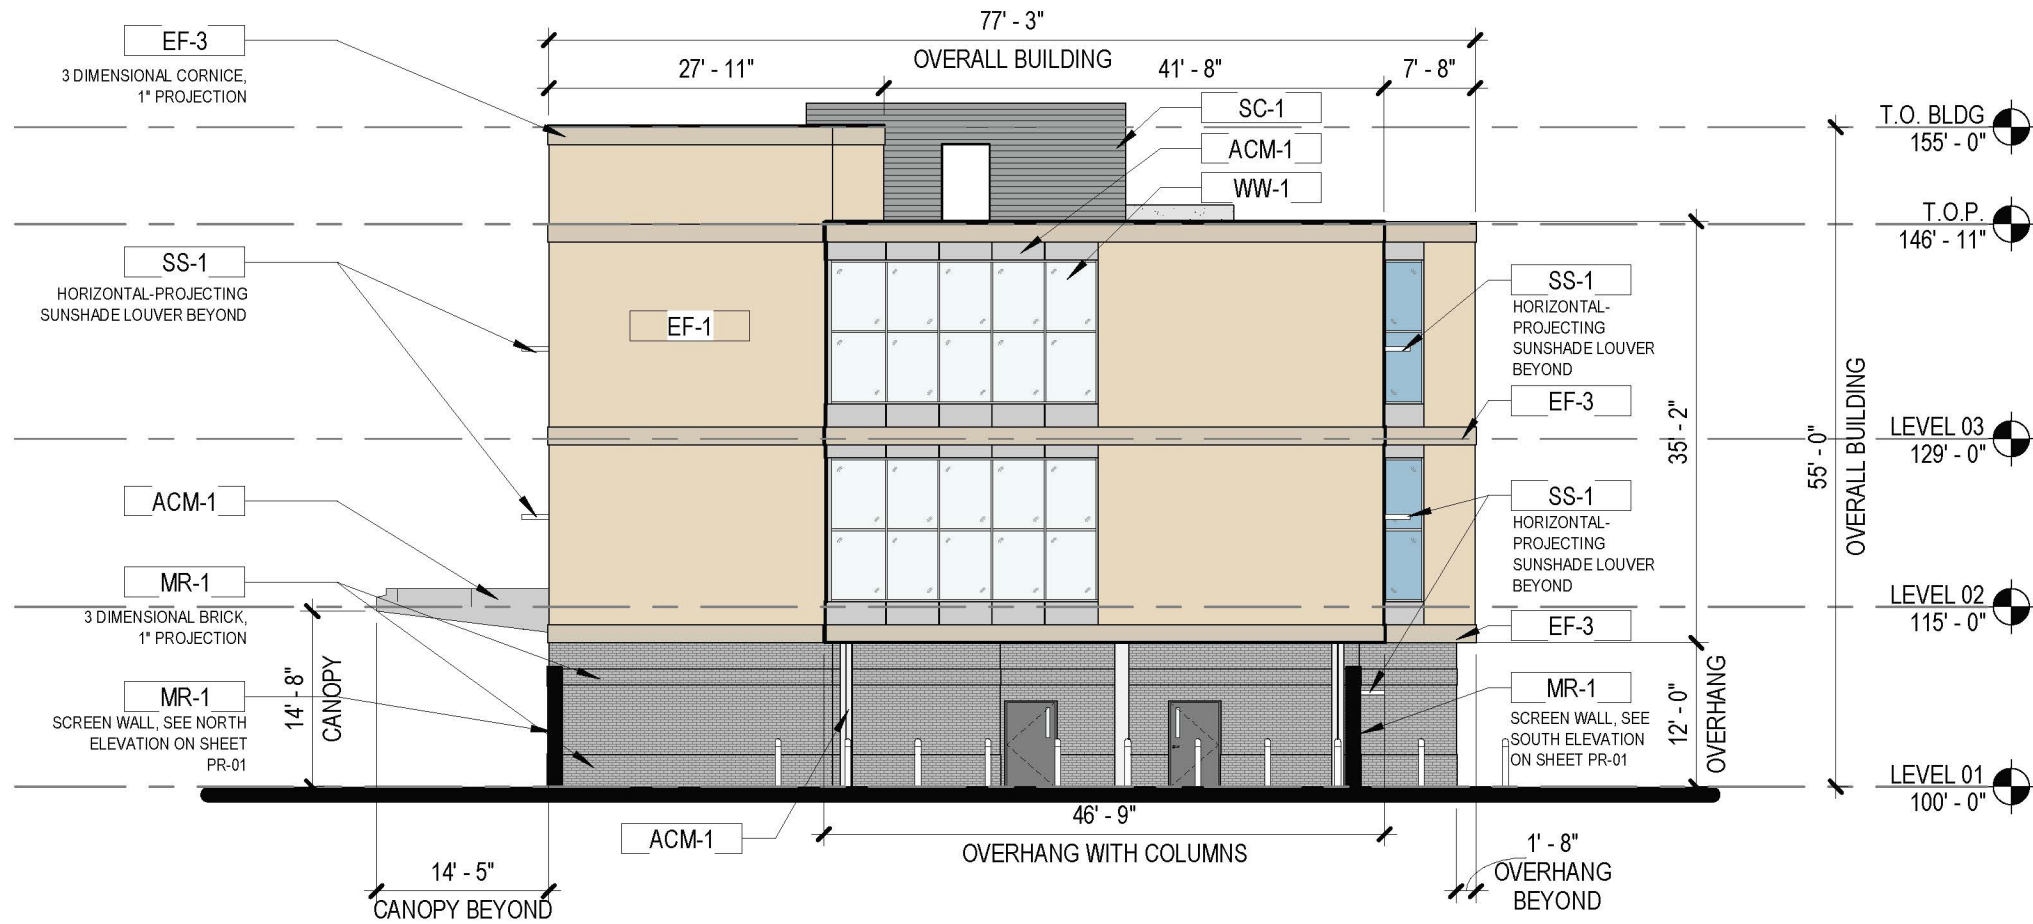 77' - 3"
OVERALL BUILDING
27' - 11"
41' - 8"
7' - 8"
EF-3
3 DIMENSIONAL CORNICE,
1" PROJECTION
SC-1
ACM-1
WW-1
T.O. BLDG
155' - 0"
T.O.P.
146' - 11"
SS-1
HORIZONTAL-PROJECTING
SUNSHADE LOUVER BEYOND
EF-1
SS-1
HORIZONTAL-
PROJECTING
SUNSHADE LOUVER
BEYOND
EF-3
35' - 2"
55' - 0"
OVERALL BUILDING
LEVEL 03
129' - 0"
ACM-1
SS-1
HORIZONTAL-
PROJECTING
SUNSHADE LOUVER
BEYOND
MR-1
3 DIMENSIONAL BRICK,
1" PROJECTION
EF-3
LEVEL 02
115' - 0"
MR-1
SCREEN WALL, SEE NORTH
ELEVATION ON SHEET
PR-01
14' - 8"
CANOPY
MR-1
SCREEN WALL, SEE
SOUTH ELEVATION
ON SHEET PR-01
12' - 0"
OVERHANG
LEVEL 01
100' - 0"
ACM-1
46' - 9"
OVERHANG WITH COLUMNS
14' - 5"
CANOPY BEYOND
1' - 8"
OVERHANG
BEYOND